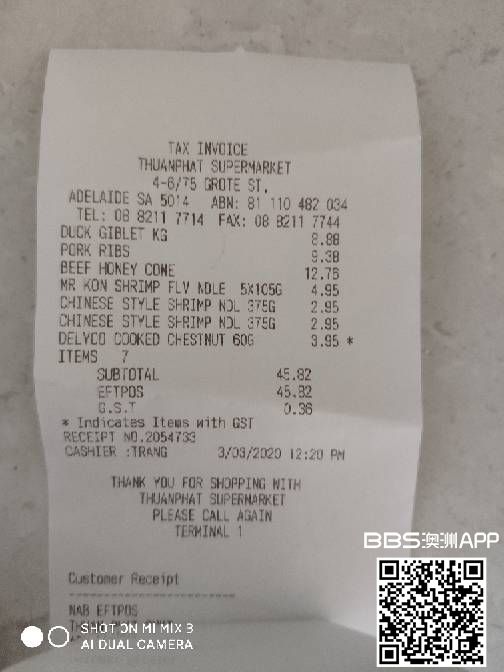 TAX INVOICE
THUANPHAT SUPERMARKET
4-6/75 GROTE ST,
ADELAIDE SA 5014 ABN: 81 110 482 034
TEL: 08 8211 7714 FAX: 08 8211 7744
DUCK GIBLET KG 8.88
PORK RIBS 9.38
BEEF HONEY COME 12.76
MR KON SHRIMP FLV NDLE 5X105G 4.95
CHINESE STYLE SHRIMP NDL 375G 2.95
CHINESE STYLE SHRIMP NDL 375G 2.95
DELYCO COOKED CHESTNUT 60G 3.95 *
ITEMS 7
SUBTOTAL 45.82
EFTPOS 45.82
G.S.T 0.36
* Indicates Items with GST
RECEIPT NO.2054733
CASHIER :TRANG 3/03/2020 12:20 PM
THANK YOU FOR SHOPPING WITH
THUANPHAT SUPERMARKET
PLEASE CALL AGAIN
TERMINAL 1
BBS澳洲APP
Customer Receipt
NAB EFTPOS
SHOT ON MI MIX 3
AI DUAL CAMERA